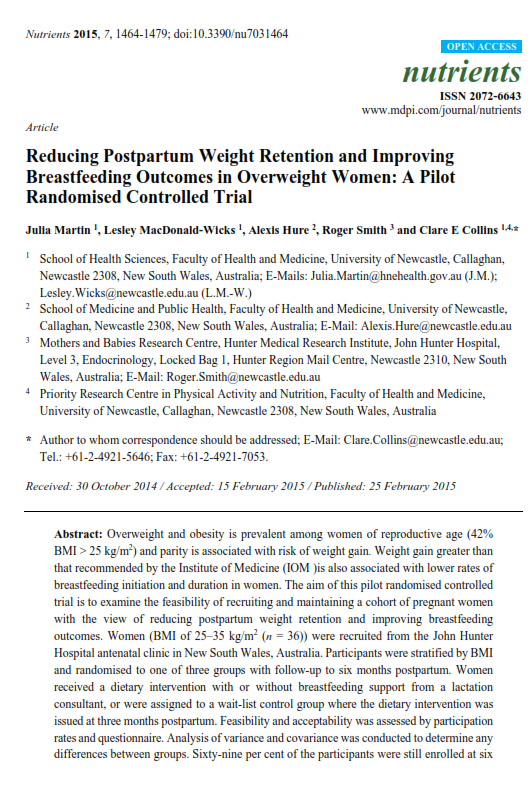 Nutrients 2015, 7, 1464-1479; doi:10.3390/nu7031464
OPEN ACCESS
nutrients
ISSN 2072-6643
www.mdpi.com/journal/nutrients
Article
Reducing Postpartum Weight Retention and Improving
Breastfeeding Outcomes in Overweight Women: A Pilot
Randomised Controlled Trial
Julia Martin 1, Lesley MacDonald-Wicks 1, Alexis Hure 2, Roger Smith 3 and Clare E Collins 1,4,*
1 School of Health Sciences, Faculty of Health and Medicine, University of Newcastle, Callaghan,
Newcastle 2308, New South Wales, Australia; E-Mails: Julia.Martin@hnehealth.gov.au (J.M.);
Lesley.Wicks@newcastle.edu.au (L.M.-W.)
2 School of Medicine and Public Health, Faculty of Health and Medicine, University of Newcastle,
Callaghan, Newcastle 2308, New South Wales, Australia; E-Mail: Alexis.Hure@newcastle.edu.au
3 Mothers and Babies Research Centre, Hunter Medical Research Institute, John Hunter Hospital,
Level 3, Endocrinology, Locked Bag 1, Hunter Region Mail Centre, Newcastle 2310, New South
Wales, Australia; E-Mail: Roger.Smith@newcastle.edu.au
4 Priority Research Centre in Physical Activity and Nutrition, Faculty of Health and Medicine,
University of Newcastle, Callaghan, Newcastle 2308, New South Wales, Australia
* Author to whom correspondence should be addressed; E-Mail: Clare.Collins@newcastle.edu.au;
Tel.: +61-2-4921-5646; Fax: +61-2-4921-7053.
Received: 30 October 2014 / Accepted: 15 February 2015 / Published: 25 February 2015
Abstract: Overweight and obesity is prevalent among women of reproductive age (42%
BMI > 25 kg/m2) and parity is associated with risk of weight gain. Weight gain greater than
that recommended by the Institute of Medicine (IOM )is also associated with lower rates of
breastfeeding initiation and duration in women. The aim of this pilot randomised controlled
trial is to examine the feasibility of recruiting and maintaining a cohort of pregnant women
with the view of reducing postpartum weight retention and improving breastfeeding
outcomes. Women (BMI of 25–35 kg/m2 (n = 36)) were recruited from the John Hunter
Hospital antenatal clinic in New South Wales, Australia. Participants were stratified by BMI
and randomised to one of three groups with follow-up to six months postpartum. Women
received a dietary intervention with or without breastfeeding support from a lactation
consultant, or were assigned to a wait-list control group where the dietary intervention was
issued at three months postpartum. Feasibility and acceptability was assessed by participation
rates and questionnaire. Analysis of variance and covariance was conducted to determine any
differences between groups. Sixty-nine per cent of the participants were still enrolled at six